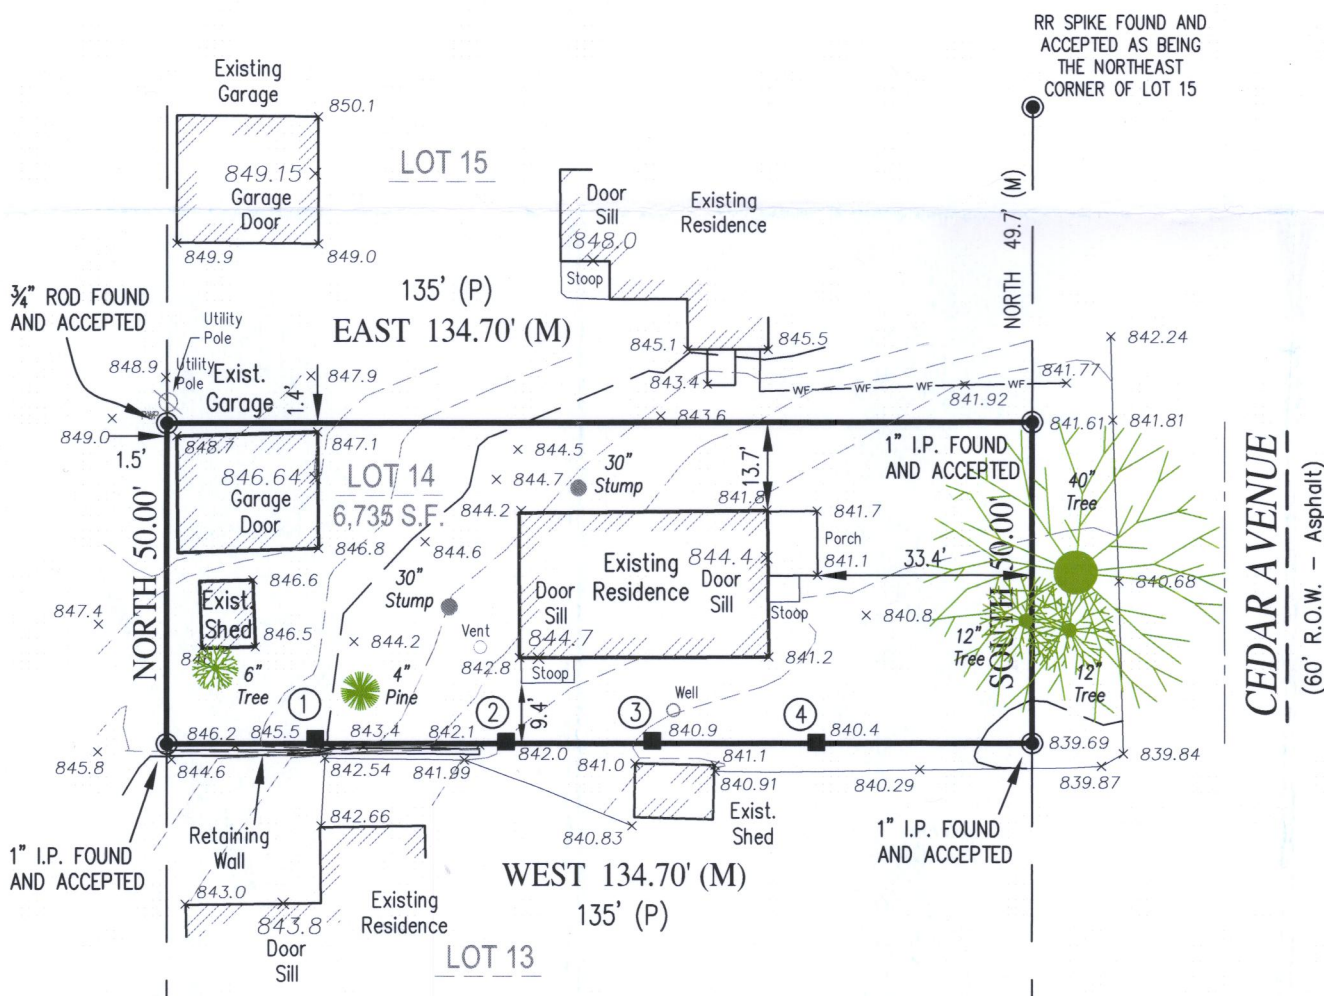 RR SPIKE FOUND AND
ACCEPTED AS BEING
THE NORTHEAST
CORNER OF LOT 15
Existing
Garage
850.1
LOT 15
849.15
Garage
Door
849.9
849.0
Door
Sill
848.0
Stoop
Existing
Residence
NORTH 49.7' (M)
135' (P)
EAST 134.70' (M)
3/4" ROD FOUND
AND ACCEPTED
Utility
Pole
Utility
Pole
848.9
Exist.
Garage
847.9
1.4'
845.1
845.5
843.4
843.6
WF
WF
WF
WF
841.92
841.77
842.24
849.0
1.5'
848.7
847.1
846.64
Garage
Door
846.8
LOT 14
6,735 S.F.
844.5
844.7
30"
Stump
844.2
13.7'
841.8
1" I.P. FOUND
AND ACCEPTED
841.61
841.81
40"
Tree
841.7
Porch
841.1
33.4'
844.6
30"
Stump
Existing
Residence
844.4
Door
Sill
Door
Sill
844.7
Stoop
Stoop
840.8
840.68
CEDAR AVENUE
(60' R.O.W. - Asphalt)
NORTH 50.00'
SOUTH 50.00'
847.4
846.6
Exist.
Shed
846.5
6"
Tree
844.2
4"
Pine
Vent
842.8
841.2
12"
Tree
12"
Tree
9.4'
Well
1
2
3
4
846.2
845.5
843.4
842.1
842.0
840.9
840.4
839.69
839.84
839.87
845.8
844.6
842.54
841.99
841.0
841.1
840.91
840.29
Exist.
Shed
840.83
842.66
Retaining
Wall
1" I.P. FOUND
AND ACCEPTED
1" I.P. FOUND
AND ACCEPTED
WEST 134.70' (M)
135' (P)
843.0
843.8
Door
Sill
Existing
Residence
LOT 13